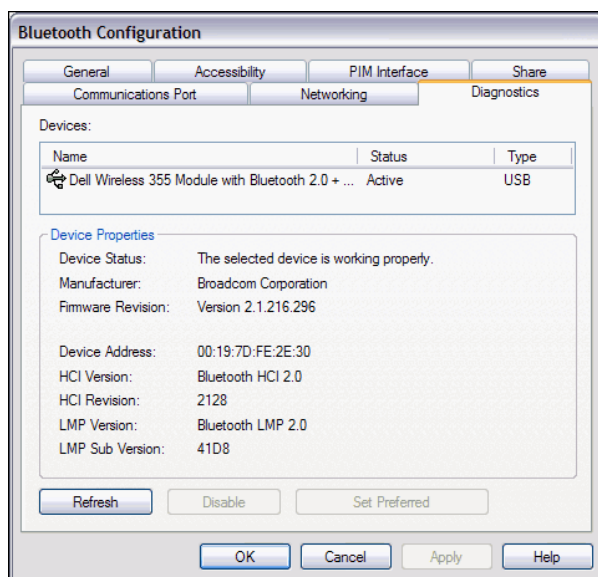 Bluetooth Configuration
General Accessibility PIM Interface Share
Communications Port Networking Diagnostics
Devices:
Name Status Type
Dell Wireless 355 Module with Bluetooth 2.0 + ... Active USB
Device Properties
Device Status: The selected device is working properly.
Manufacturer: Broadcom Corporation
Firmware Revision: Version 2.1.216.296
Device Address: 00:19:7D:FE:2E:30
HCI Version: Bluetooth HCI 2.0
HCI Revision: 2128
LMP Version: Bluetooth LMP 2.0
LMP Sub Version: 41D8
Refresh Disable Set Preferred
OK Cancel Apply Help